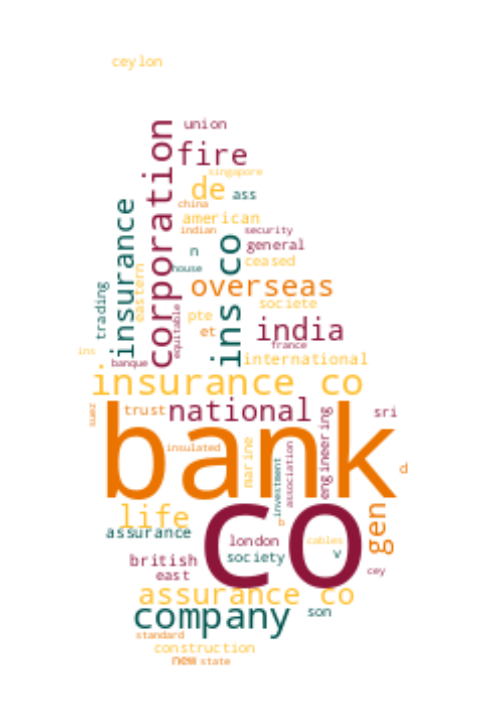 ceylon
union
corporation
fire
singapore
de
ass
china
american
insurance
indian
security
n
ins co
general
house
ceased
eastern
overseas
trading
societe
pte
equitable
et
india
france
ins
banque
international
insurance co
suez
trust
national
engineering
sri
bank
insulated
marine
association
investment
d
life
co
gen
b
assurance
london
cables
society
v
british
east
cey
assurance co
company
son
standard
construction
new state